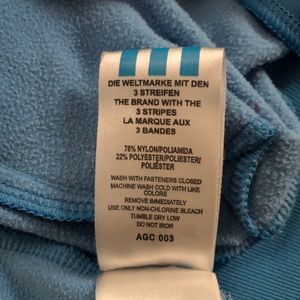 DIE WELTMARKE MIT DEN
3 STREIFEN
THE BRAND WITH THE
3 STRIPES
LA MARQUE AUX
3 BANDES
78% NYLON/POLIAMIDA
22% POLYESTER/POLIESTER/
POLIÉSTER
WASH WITH FASTENERS CLOSED
MACHINE WASH COLD WITH LIKE
COLORS
REMOVE IMMEDIATELY
USE ONLY NON-CHLORINE BLEACH
TUMBLE DRY LOW
DO NOT IRON
AGC 003